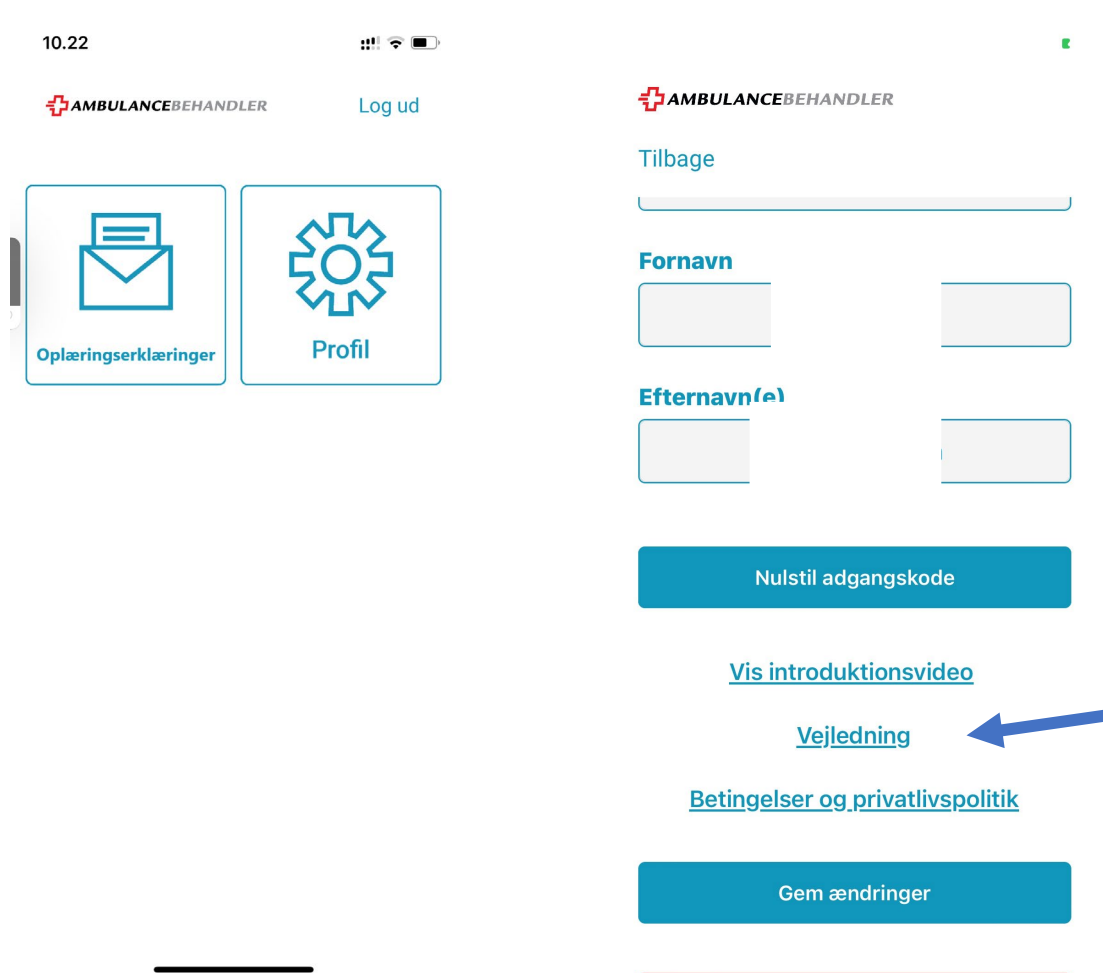 10.22
AMBULANCEBEHANDLER
Log ud
Oplæringserklæringer
Profil
AMBULANCEBEHANDLER
Tilbage
Fornavn
Efternavn(e)
Nulstil adgangskode
Vis introduktionsvideo
Vejledning
Betingelser og privatlivspolitik
Gem ændringer